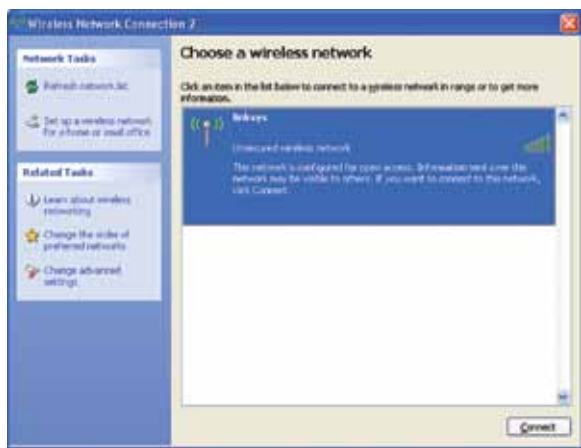 Wireless Network Connection 2
Network Tasks
Refresh network list
Set up a wireless network
for a home or small office
Related Tasks
Learn about wireless
networking
Change the order of
preferred networks
Change advanced
settings
Choose a wireless network
Click an item in the list below to connect to a wireless network in range or to get more
information.
linksys
Unsecured wireless network
This network is configured for open access. Information sent over this
network may be visible to others. If you want to connect to this network,
click Connect.
Connect